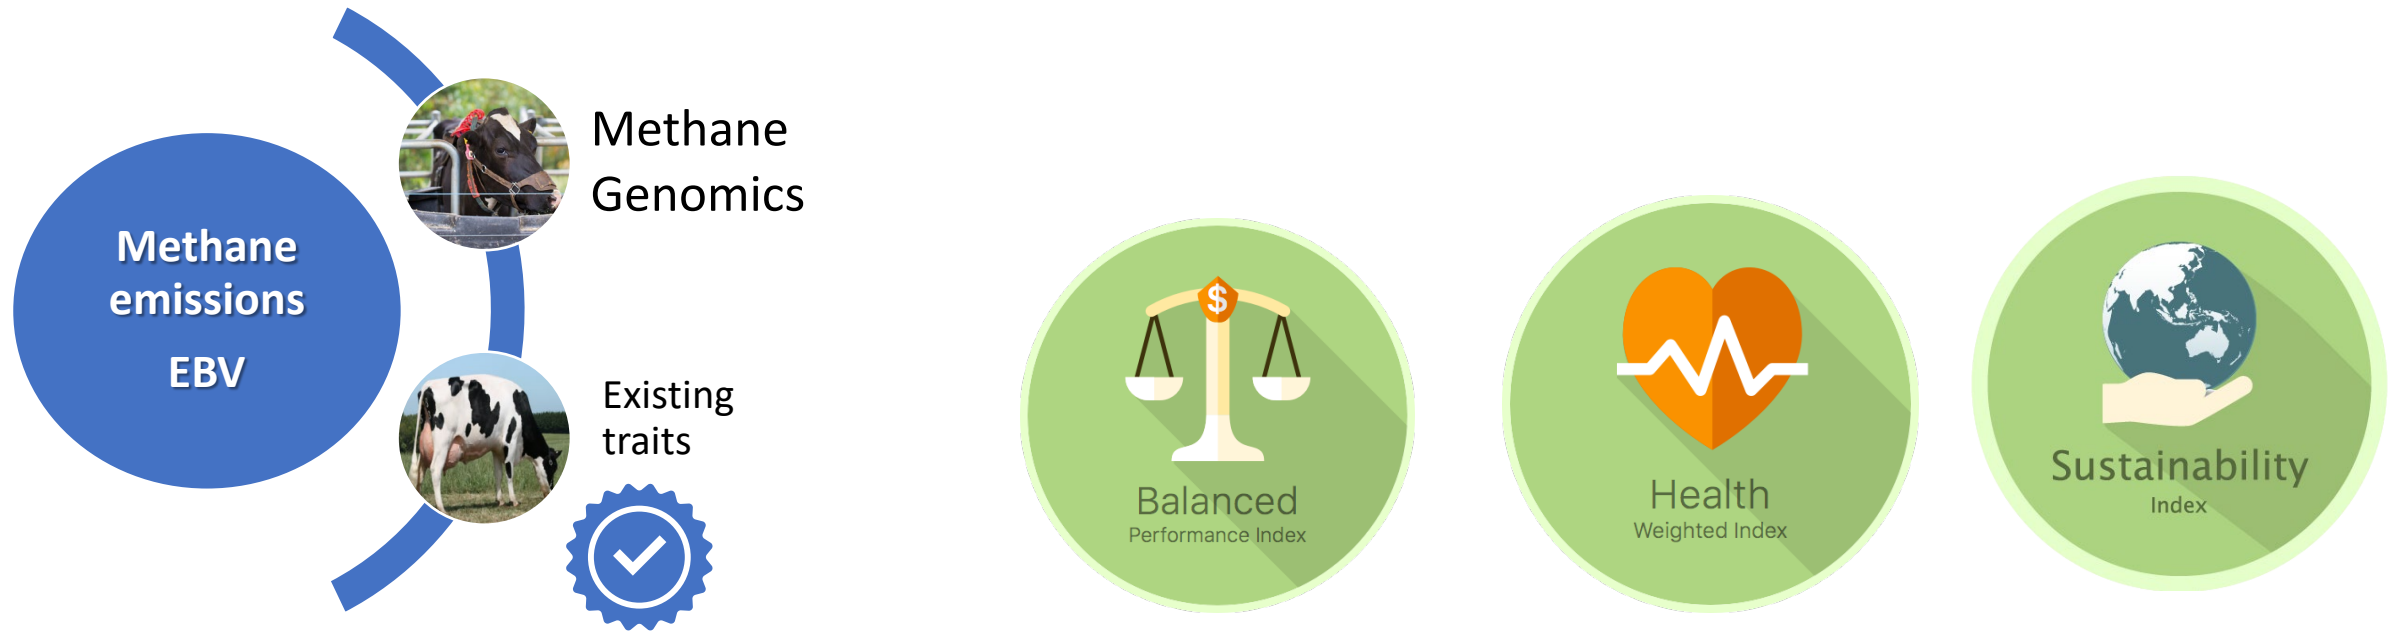 Methane
emissions
EBV
Methane
Genomics
Existing
traits
$
Balanced
Performance Index
Health
Weighted Index
Sustainability
Index